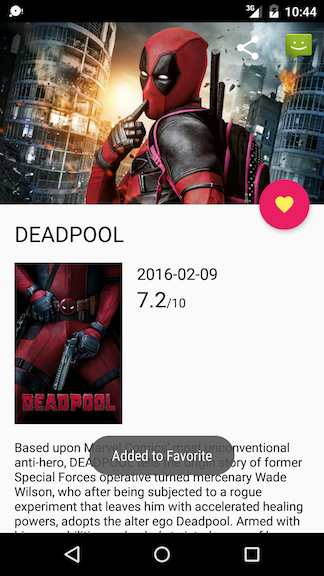 3G 10:44
DEADPOOL
2016-02-09
7.2/10
DEADPOOL
Based upon Marvel Comics' most unconventional
anti-hero, DEADPOOL tells the origin story of former
Added to Favorite
Special Forces operative turned mercenary Wade
Wilson, who after being subjected to a rogue
experiment that leaves him with accelerated healing
powers, adopts the alter ego Deadpool. Armed with